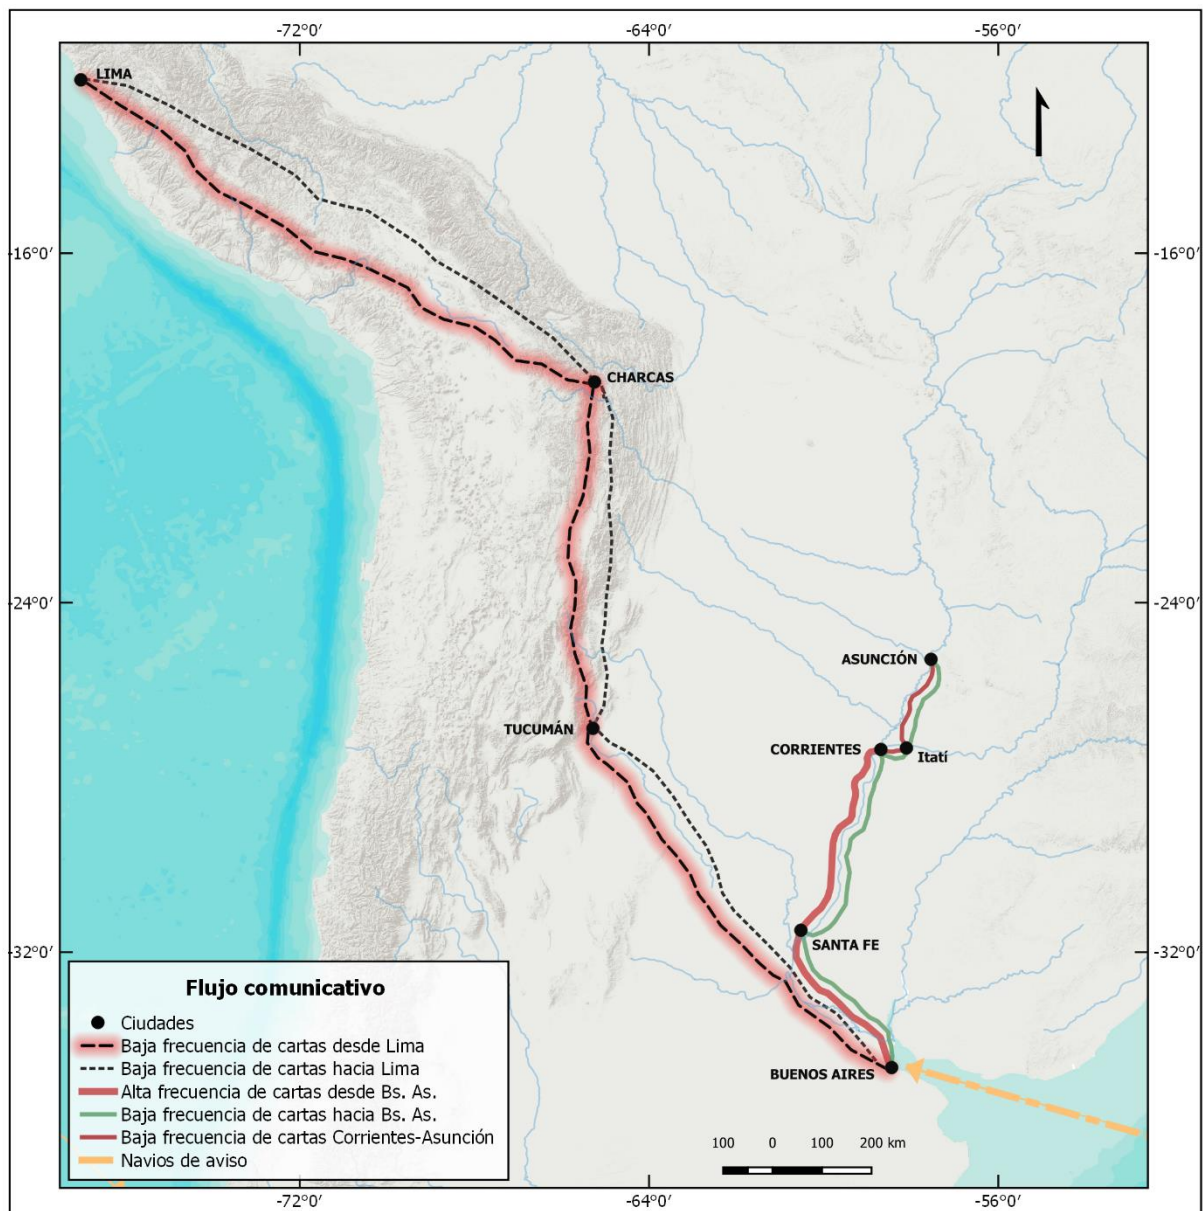 -72°0′ -64°0′ -56°0′
LIMA
-16°0′ -16°0′
CHARCAS
-24°0′ -24°0′
ASUNCIÓN
TUCUMÁN
CORRIENTES
Itatí
SANTA FE
-32°0′ -32°0′
BUENOS AIRES
Flujo comunicativo
Ciudades
Baja frecuencia de cartas desde Lima
Baja frecuencia de cartas hacia Lima
Alta frecuencia de cartas desde Bs. As.
Baja frecuencia de cartas hacia Bs. As.
Baja frecuencia de cartas Corrientes-Asunción
Navios de aviso
100 0 100 200 km
-72°0′ -64°0′ -56°0′